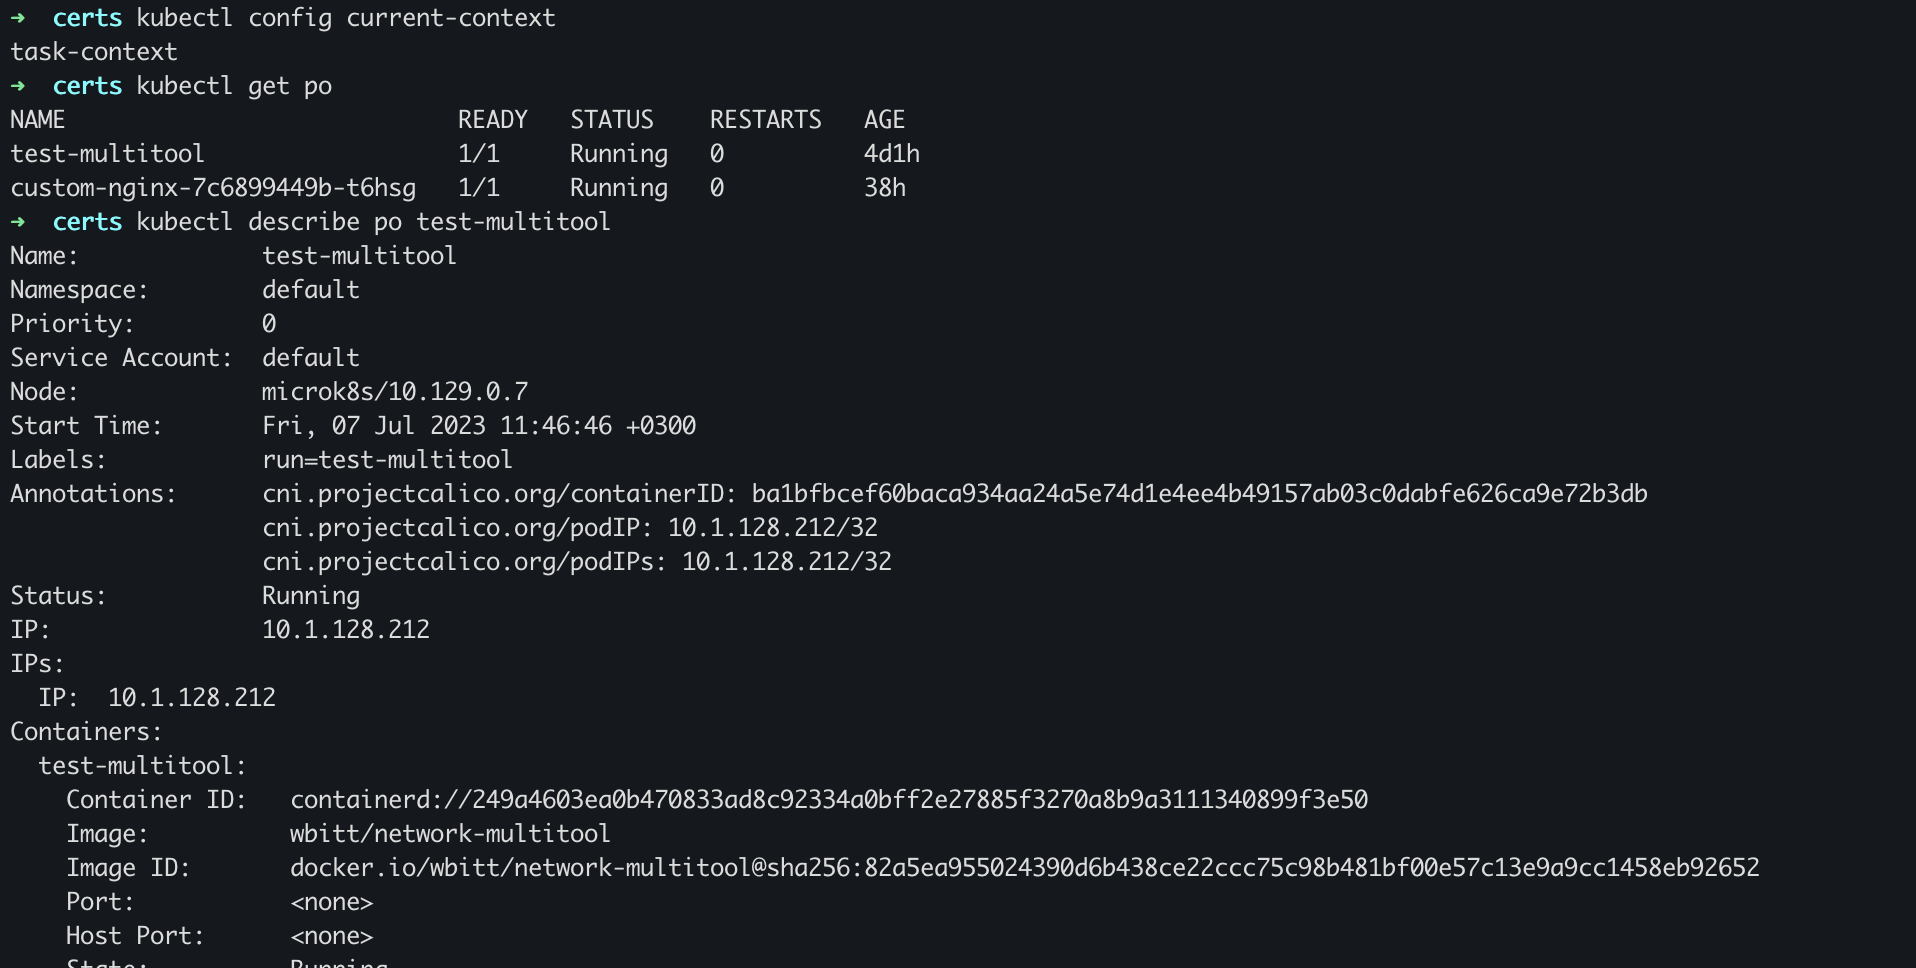 ➜  certs kubectl config current-context
task-context
➜  certs kubectl get po
NAME                            READY   STATUS    RESTARTS   AGE
test-multitool                  1/1     Running   0          4d1h
custom-nginx-7c6899449b-t6hsg   1/1     Running   0          38h
➜  certs kubectl describe po test-multitool
Name:             test-multitool
Namespace:        default
Priority:         0
Service Account:  default
Node:             microk8s/10.129.0.7
Start Time:       Fri, 07 Jul 2023 11:46:46 +0300
Labels:           run=test-multitool
Annotations:      cni.projectcalico.org/containerID: ba1bfbcef60baca934aa24a5e74d1e4ee4b49157ab03c0dabfe626ca9e72b3db
                  cni.projectcalico.org/podIP: 10.1.128.212/32
                  cni.projectcalico.org/podIPs: 10.1.128.212/32
Status:           Running
IP:               10.1.128.212
IPs:
  IP:  10.1.128.212
Containers:
  test-multitool:
    Container ID:   containerd://249a4603ea0b470833ad8c92334a0bff2e27885f3270a8b9a3111340899f3e50
    Image:          wbitt/network-multitool
    Image ID:       docker.io/wbitt/network-multitool@sha256:82a5ea955024390d6b438ce22ccc75c98b481bf00e57c13e9a9cc1458eb92652
    Port:           <none>
    Host Port:      <none>
    State:          Running